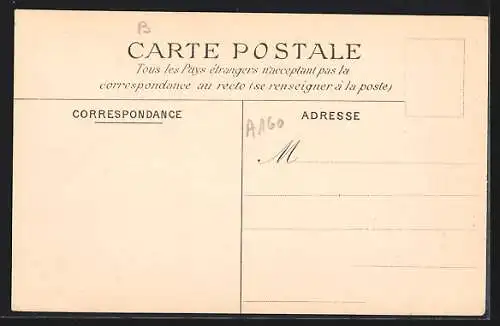 B
CARTE POSTALE
Tous les Pays étrangers n'acceptant pas la
correspondance au recto (se renseigner à la poste)
CORRESPONDANCE
A160
ADRESSE
M